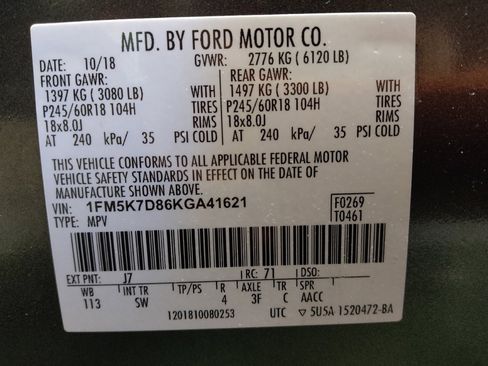 MFD. BY FORD MOTOR CO.
DATE: 10/18 GVWR: 2776 KG ( 6120 LB)
FRONT GAWR: REAR GAWR:
1397 KG ( 3080 LB) WITH 1497 KG ( 3300 LB) WITH
P245/60R18 104H TIRES P245/60R18 104H TIRES
18x8.0J RIMS 18x8.0J RIMS
AT 240 kPa/ 35 PSI COLD AT 240 kPa/ 35 PSI COLD
THIS VEHICLE CONFORMS TO ALL APPLICABLE FEDERAL MOTOR
VEHICLE SAFETY STANDARDS IN EFFECT ON THE DATE OF
MANUFACTURE SHOWN ABOVE.
VIN: 1FM5K7D86KGA41621 F0269
TYPE: MPV T0461
EXT PNT: J7 RC: 71 DSO:
WB INT TR TP/PS R AXLE TR SPR
113 SW 4 3F C AACC
1201810080253 UTC ▽ 5U5A 1520472-BA